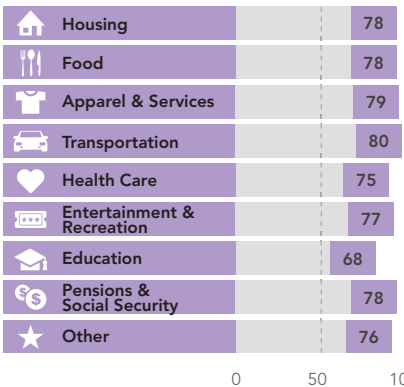 Housing 78
Food 78
Apparel & Services 79
Transportation 80
Health Care 75
Entertainment &
Recreation 77
Education 68
Pensions &
Social Security 78
Other 76
0 50 10